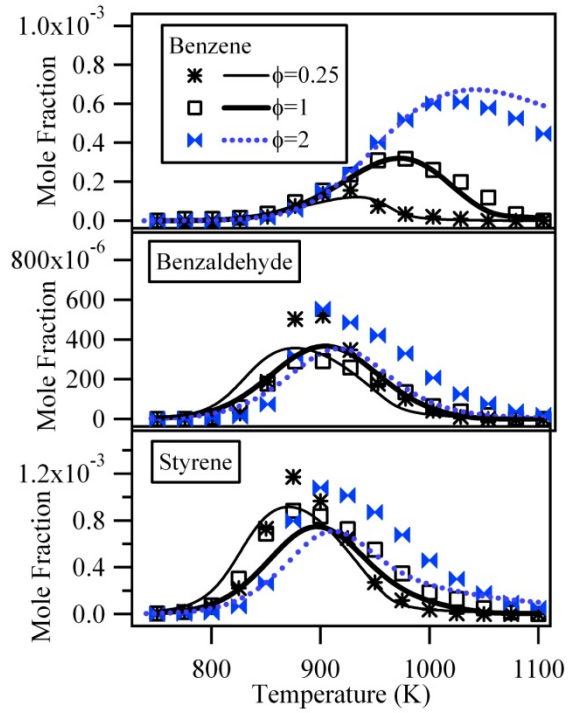 1.0x10-3
0.8
0.6
0.4
0.2
0.0
Mole Fraction
Benzene
ϕ=0.25
ϕ=1
ϕ=2
800x10-6
600
400
200
0
Mole Fraction
Benzaldehyde
1.2x10-3
0.8
0.4
0.0
Mole Fraction
Styrene
800
900
1000
1100
Temperature (K)